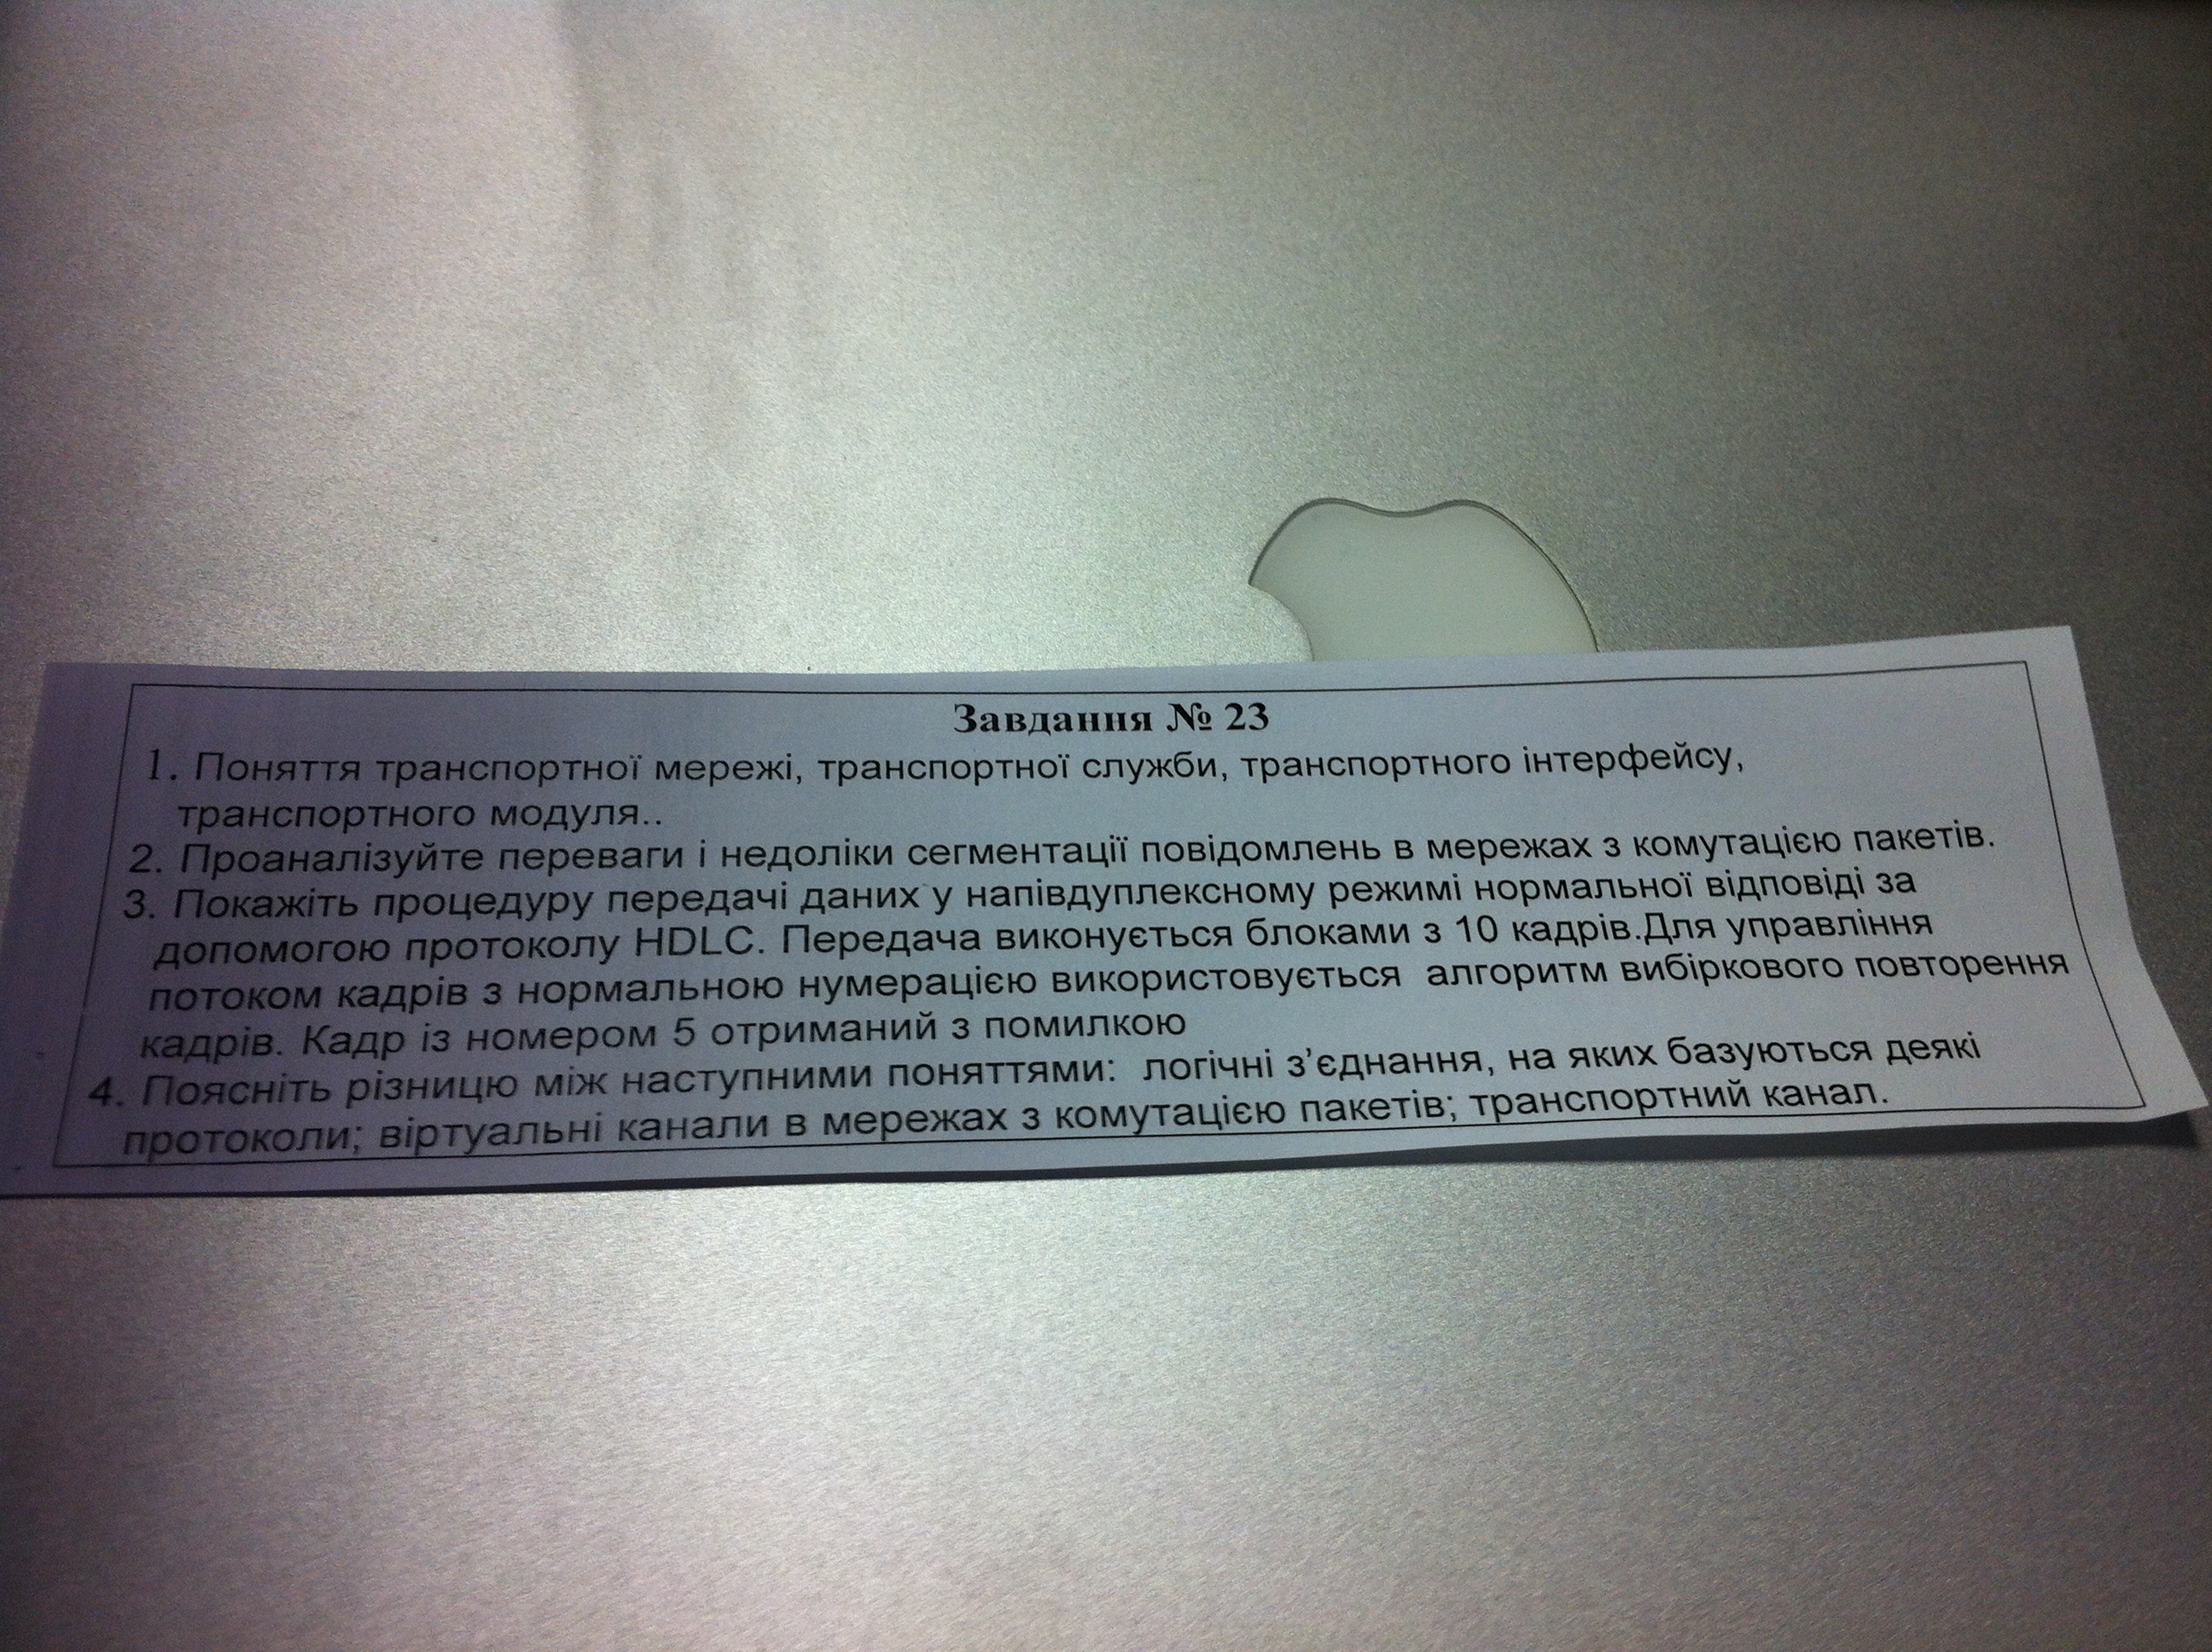 Завдання № 23
1. Поняття транспортної мережі, транспортної служби, транспортного інтерфейсу,
транспортного модуля..
2. Проаналізуйте переваги і недоліки сегментації повідомлень в мережах з комутацією пакетів.
3. Покажіть процедуру передачі даних у напівдуплексному режимі нормальної відповіді за
допомогою протоколу HDLC. Передача виконується блоками з 10 кадрів.Для управління
потоком кадрів з нормальною нумерацією використовується алгоритм вибіркового повторення
кадрів. Кадр із номером 5 отриманий з помилкою
4. Поясніть різницю між наступними поняттями: логічні з’єднання, на яких базуються деякі
протоколи; віртуальні канали в мережах з комутацією пакетів; транспортний канал.